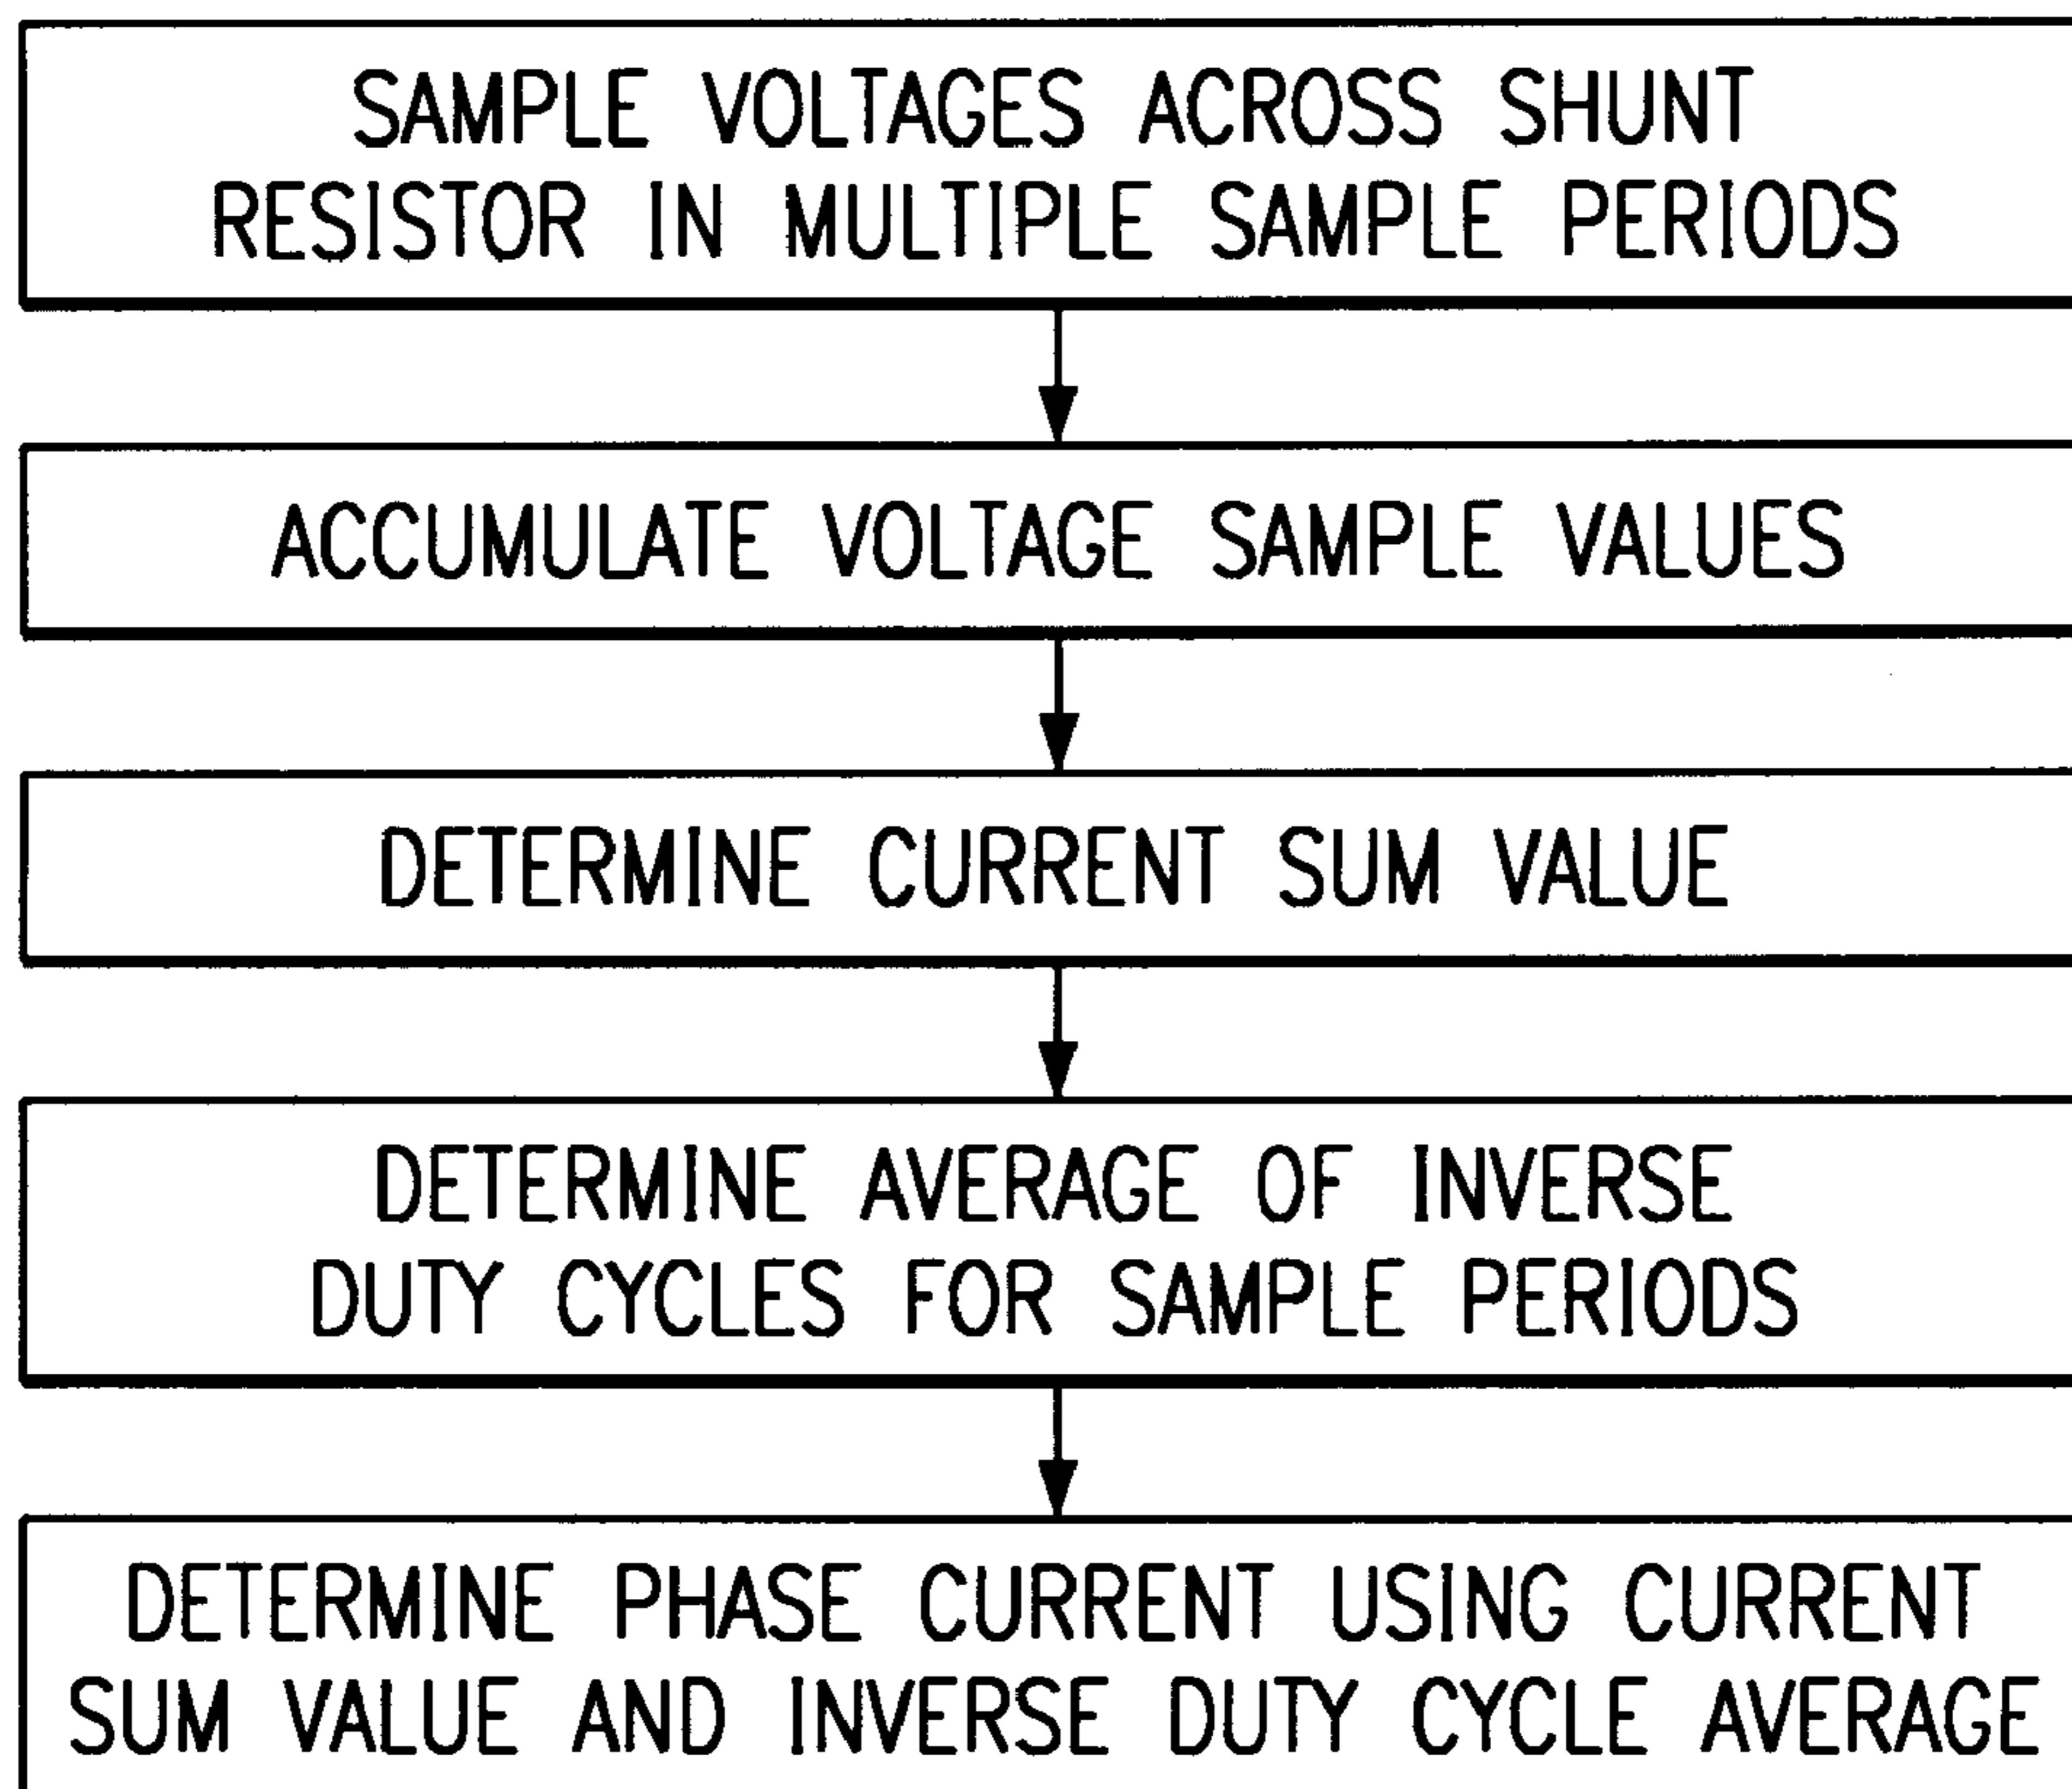 SAMPLE VOLTAGES ACROSS SHUNT
RESISTOR IN MULTIPLE SAMPLE PERIODS
ACCUMULATE VOLTAGE SAMPLE VALUES
DETERMINE CURRENT SUM VALUE
DETERMINE AVERAGE OF INVERSE
DUTY CYCLES FOR SAMPLE PERIODS
DETERMINE PHASE CURRENT USING CURRENT
SUM VALUE AND INVERSE DUTY CYCLE AVERAGE